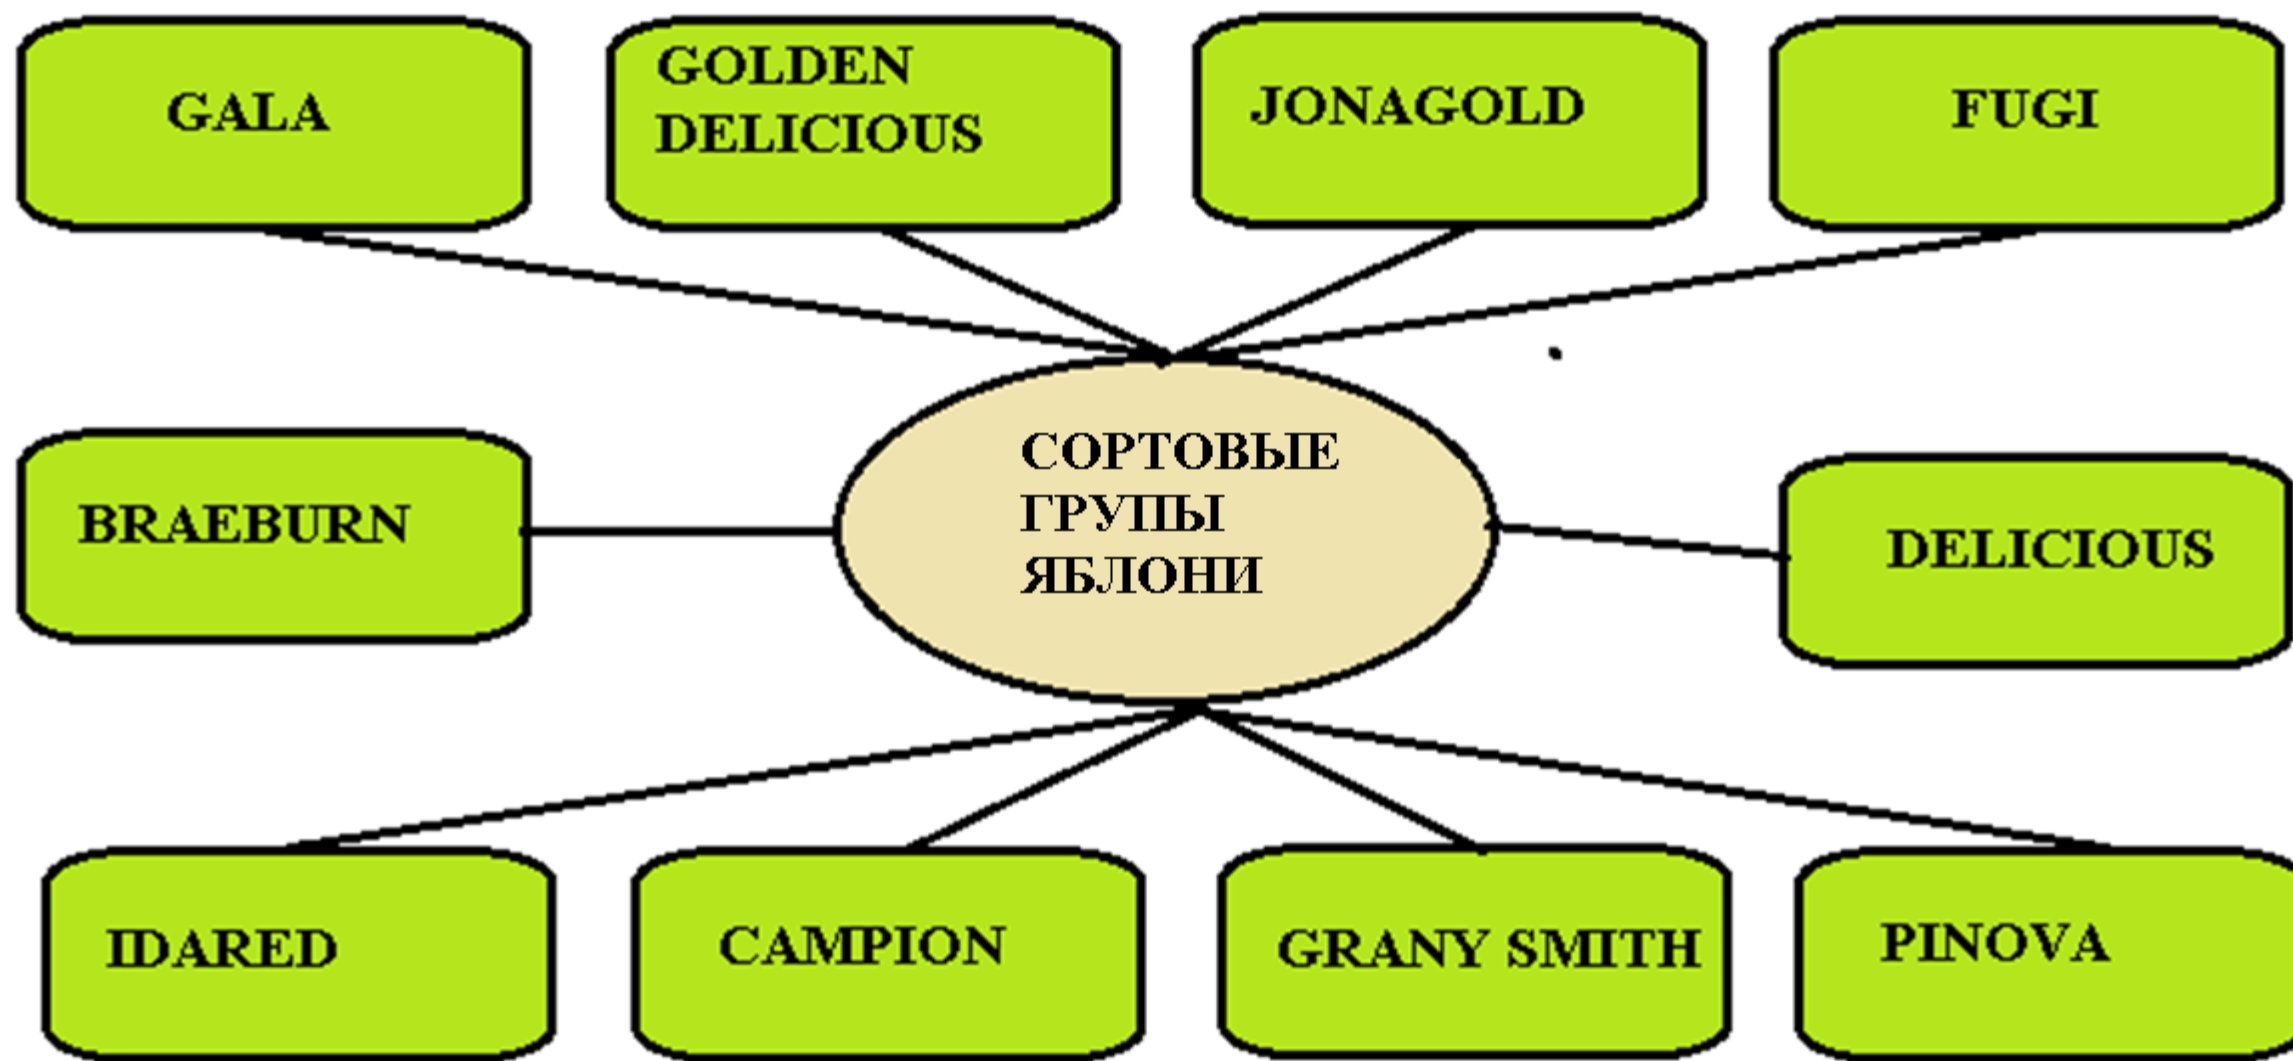 GALA
GOLDEN
DELICIOUS
JONAGOLD
FUGI
BRAEBURN
СОРТОВЫЕ
ГРУПЫ
ЯБЛОНИ
DELICIOUS
IDARED
CAMPION
GRANY SMITH
PINOVA